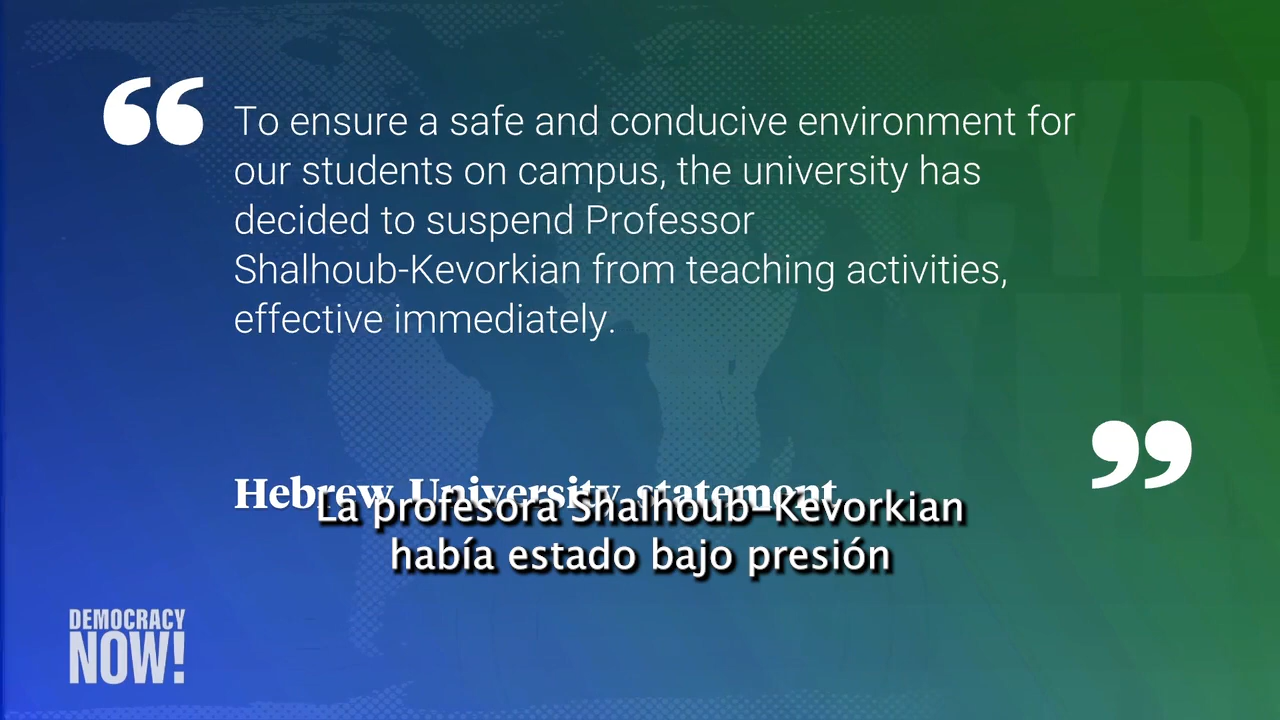 “
To ensure a safe and conducive environment for
our students on campus, the university has
decided to suspend Professor
Shalhoub-Kevorkian from teaching activities,
effective immediately.
”
Hebrew University statement
La profesora Shalhoub-Kevorkian
había estado bajo presión
DEMOCRACY
NOW!